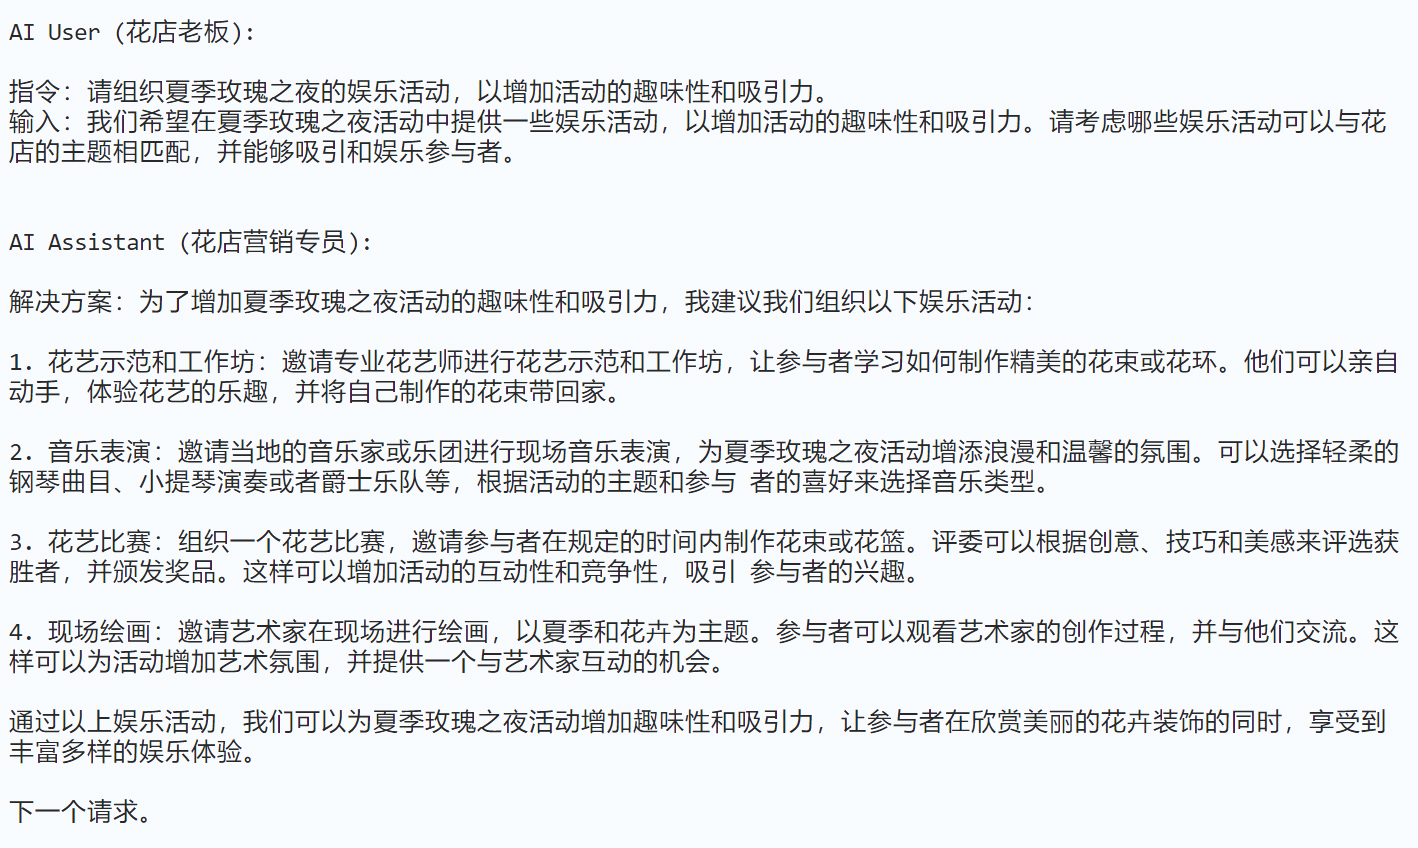 AI User (花店老板):
指令: 请组织夏季玫瑰之夜的娱乐活动，以增加活动的趣味性和吸引力。
输入: 我们希望在夏季玫瑰之夜活动中提供一些娱乐活动，以增加活动的趣味性和吸引力。请考虑哪些娱乐活动可以与花
店的主题相匹配，并能够吸引和娱乐参与者。
AI Assistant (花店营销专员):
解决方案: 为了增加夏季玫瑰之夜活动的趣味性和吸引力，我建议我们组织以下娱乐活动:
1. 花艺示范和工作坊: 邀请专业花艺师进行花艺示范和工作坊，让参与者学习如何制作精美的花束或花环。他们可以亲自
动手，体验花艺的乐趣，并将自己制作的花束带回家。
2. 音乐表演: 邀请当地的音乐家或乐团进行现场音乐表演，为夏季玫瑰之夜活动增添浪漫和温馨的氛围。可以选择轻柔的
钢琴曲目、小提琴演奏或者爵士乐队等，根据活动的主题和参与 者的喜好来选择音乐类型。
3. 花艺比赛: 组织一个花艺比赛，邀请参与者在规定的时间内制作花束或花篮。评委可以根据创意、技巧和美感来评选获
胜者，并颁发奖品。这样可以增加活动的互动性和竞争性，吸引 参与者的兴趣。
4. 现场绘画: 邀请艺术家在现场进行绘画，以夏季和花卉为主题。参与者可以观看艺术家的创作过程，并与他们交流。这
样可以为活动增加艺术氛围，并提供一个与艺术家互动的机会。
通过以上娱乐活动，我们可以为夏季玫瑰之夜活动增加趣味性和吸引力，让参与者在欣赏美丽的花卉装饰的同时，享受到
丰富多样的娱乐体验。
下一个请求。